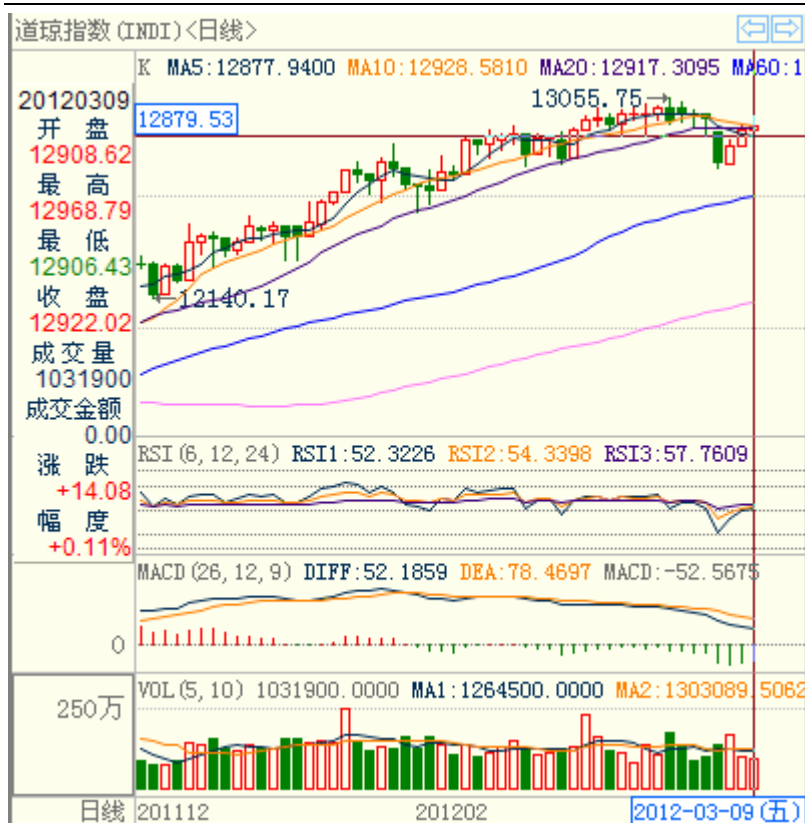 道琼指数(INDI)<日线>
K MA5:12877.9400 MA10:12928.5810 MA20:12917.3095 MA60:1
20120309
开 盘
12908.62
最 高
12968.79
最 低
12906.43
收 盘
12922.02
成交量
1031900
成交金额
0.00
涨 跌
+14.08
幅 度
+0.11%
12879.53
13055.75
12140.17
RSI(6,12,24) RSI1:52.3226 RSI2:54.3398 RSI3:57.7609
MACD(26,12,9) DIFF:52.1859 DEA:78.4697 MACD:-52.5675
0
VOL(5,10) 1031900.0000 MA1:1264500.0000 MA2:1303089.5062
250万
日线 201112 201202 2012-03-09(五)